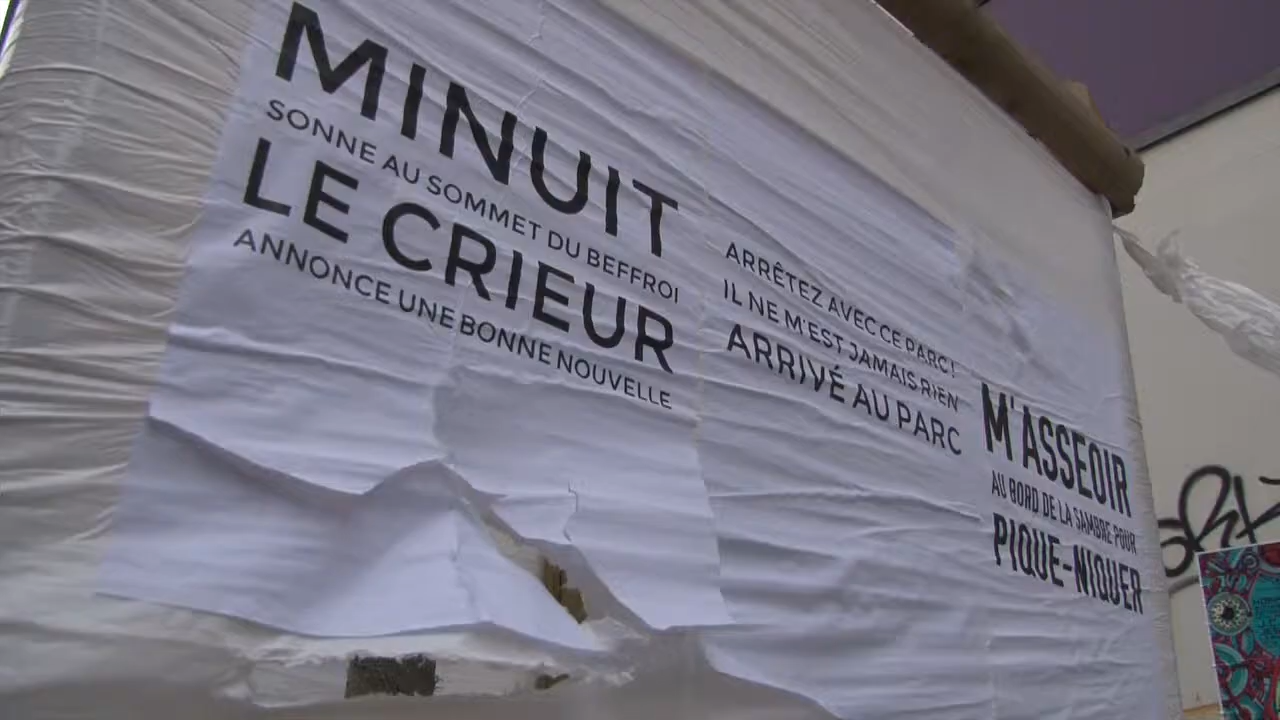 MINUIT
SONNE AU SOMMET DU BEFFROI
LE CRIEUR
ANNONCE UNE BONNE NOUVELLE
ARRÊTEZ AVEC CE PARC !
IL NE M'EST JAMAIS RIEN
ARRIVÉ AU PARC
M'ASSEOIR
AU BORD DE LA SAMBRE POUR
PIQUE-NIQUER